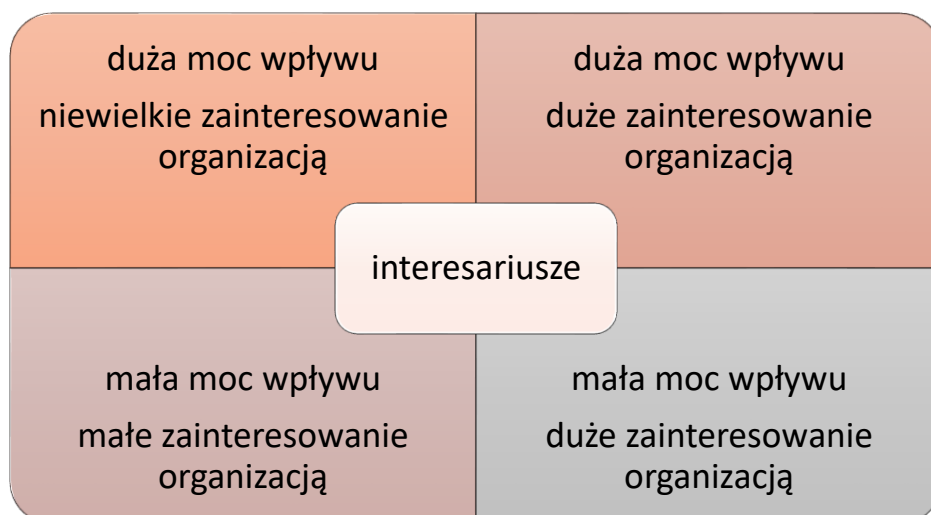 duża moc wpływu
niewielkie zainteresowanie
organizacją
duża moc wpływu
duże zainteresowanie
organizacją
interesariusze
mała moc wpływu
małe zainteresowanie
organizacją
mała moc wpływu
duże zainteresowanie
organizacją